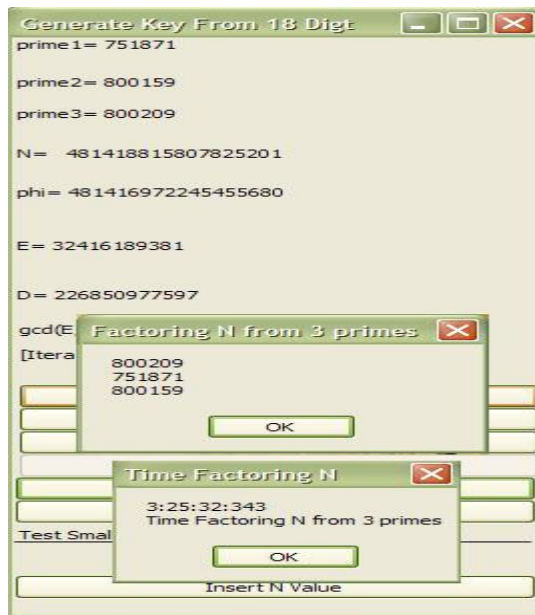 Generate Key From 18 Digt
prime1= 751871
prime2= 800159
prime3= 800209
N= 481418815807825201
phi= 481416972245455680
E= 32416189381
D= 226850977597
gcd(E,
Factoring N from 3 primes
[Itera
800209
751871
800159
OK
Time Factoring N
3:25:32:343
Time Factoring N from 3 primes
Test Smal
OK
Insert N Value